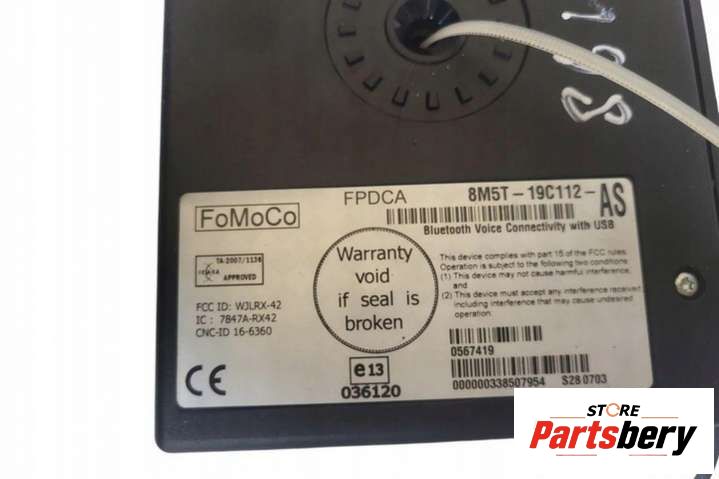 FoMoCo
FPDCA
8M5T-19C112-AS
Bluetooth Voice Connectivity with USB
TA-2007/1136
APPROVED
FCC ID: WJLRX-42
IC : 7847A-RX42
CNC-ID 16-6360
CE
Warranty
void
if seal is
broken
e13
036120
This device complies with part 15 of the FCC rules:
Operation is subject to the following two conditions
(1) This device may not cause harmful interference,
and
(2) This device must accept any interference received
including interference that may cause undesired
operation.
0567419
000000338507954 S28 0703
STORE
Partsbery